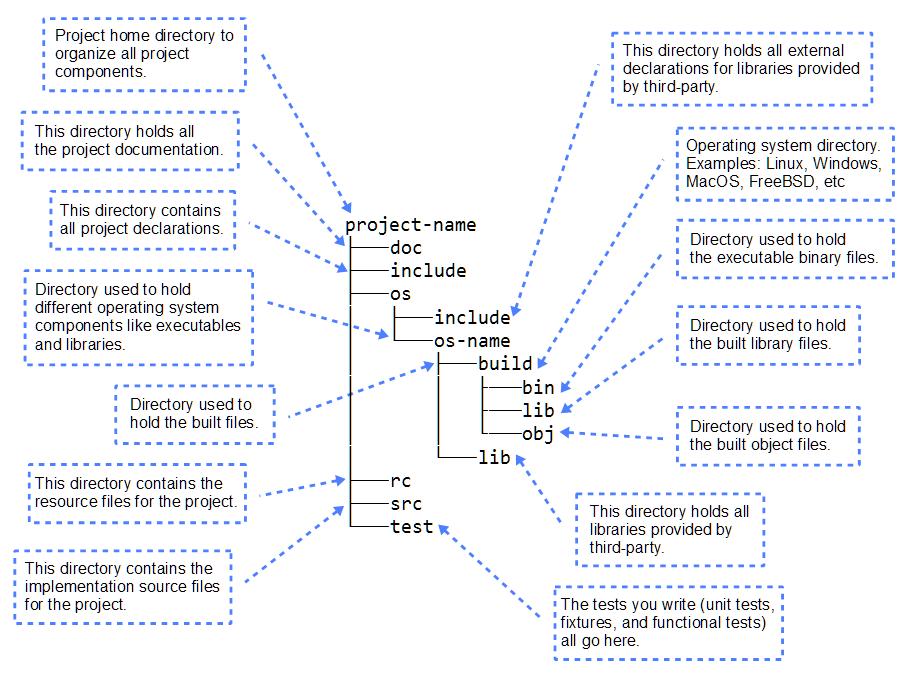 Project home directory to
organize all project
components.
This directory holds all
the project documentation.
This directory contains
all project declarations.
Directory used to hold
different operating system
components like executables
and libraries.
Directory used to
hold the built files.
This directory contains the
resource files for the project.
This directory contains the
implementation source files
for the project.
project-name
doc
include
os
include
os-name
build
bin
lib
obj
lib
rc
src
test
This directory holds all external
declarations for libraries provided
by third-party.
Operating system directory.
Examples: Linux, Windows,
MacOS, FreeBSD, etc
Directory used to hold
the executable binary files.
Directory used to hold
the built library files.
Directory used to hold
the built object files.
This directory holds all
libraries provided by
third-party.
The tests you write (unit tests,
fixtures, and functional tests)
all go here.